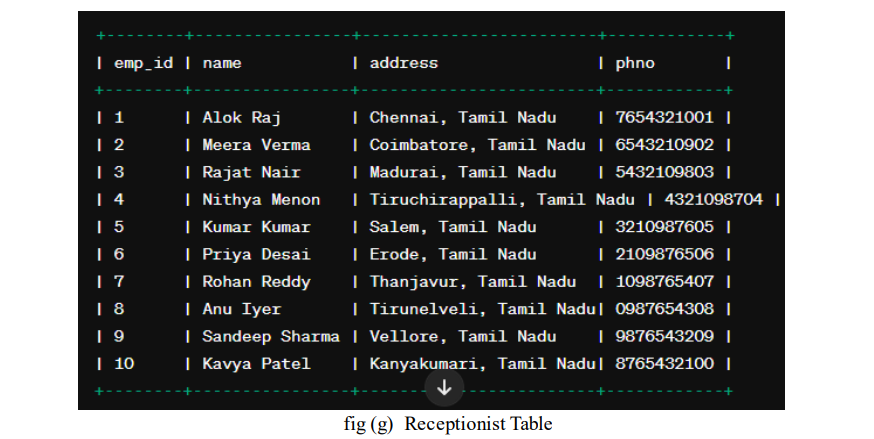 +--------+----------------+------------------------+------------+
| emp_id | name           | address                | phno       |
+--------+----------------+------------------------+------------+
| 1      | Alok Raj       | Chennai, Tamil Nadu    | 7654321001 |
| 2      | Meera Verma    | Coimbatore, Tamil Nadu | 6543210902 |
| 3      | Rajat Nair     | Madurai, Tamil Nadu    | 5432109803 |
| 4      | Nithya Menon   | Tiruchirappalli, Tamil Nadu | 4321098704 |
| 5      | Kumar Kumar    | Salem, Tamil Nadu      | 3210987605 |
| 6      | Priya Desai    | Erode, Tamil Nadu      | 2109876506 |
| 7      | Rohan Reddy    | Thanjavur, Tamil Nadu  | 1098765407 |
| 8      | Anu Iyer       | Tirunelveli, Tamil Nadu| 0987654308 |
| 9      | Sandeep Sharma | Vellore, Tamil Nadu    | 9876543209 |
| 10     | Kavya Patel    | Kanyakumari, Tamil Nadu| 8765432100 |
+--------+----------------+------------------------+------------+
fig (g) Receptionist Table